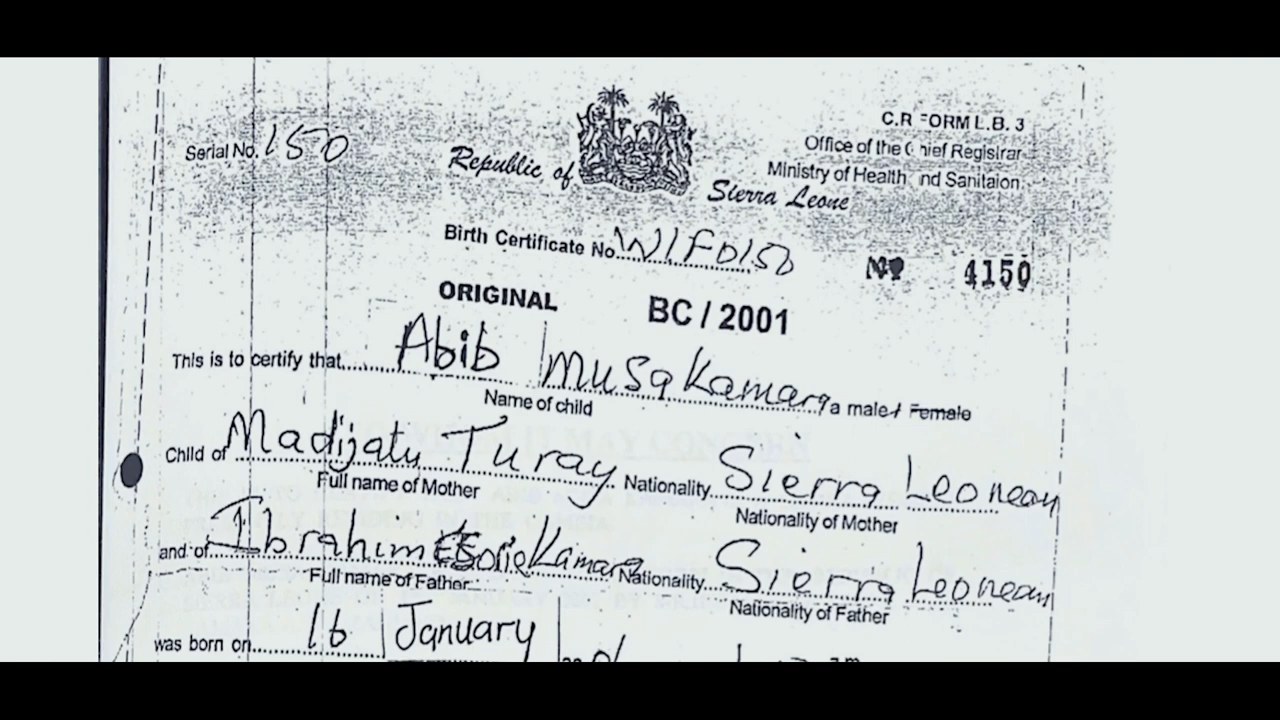 C.R FORM L.B. 3
Serial No. 150
Office of the Chief Registrar
Ministry of Health and Sanitaion
Republic of Sierra Leone
Birth Certificate No. W1F0150
No 4150
ORIGINAL BC / 2001
This is to certify that Abib Musa Kamara a male / Female
Name of child
Child of Madijatu Turay Nationality Sierra Leonean
Full name of Mother Nationality of Mother
and of Ibrahim Esorie Kamara Nationality Sierra Leonean
Full name of Father Nationality of Father
was born on 16 January